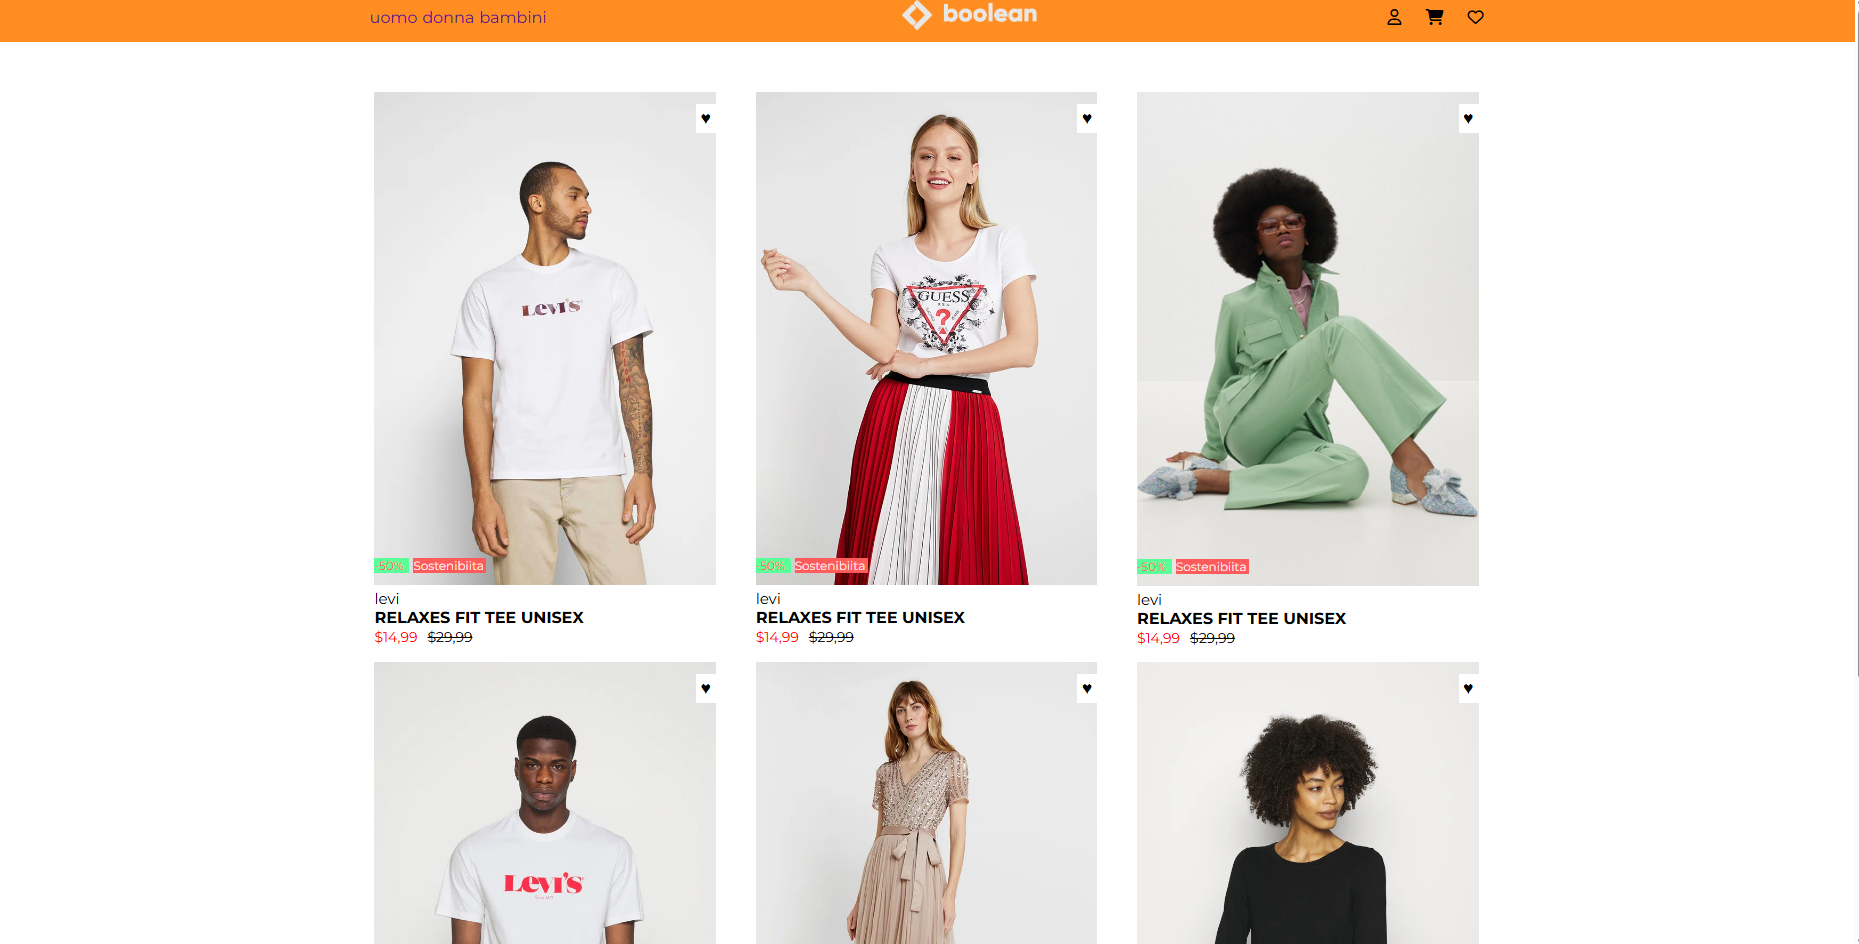 uomo donna bambini
boolean
LEVI'S
GUESS
U.S.A.
?
-50% Sostenibiita
-50% Sostenibiita
-50% Sostenibiita
levi
RELAXES FIT TEE UNISEX
$14,99 $29,99
levi
RELAXES FIT TEE UNISEX
$14,99 $29,99
levi
RELAXES FIT TEE UNISEX
$14,99 $29,99
LEVI'S